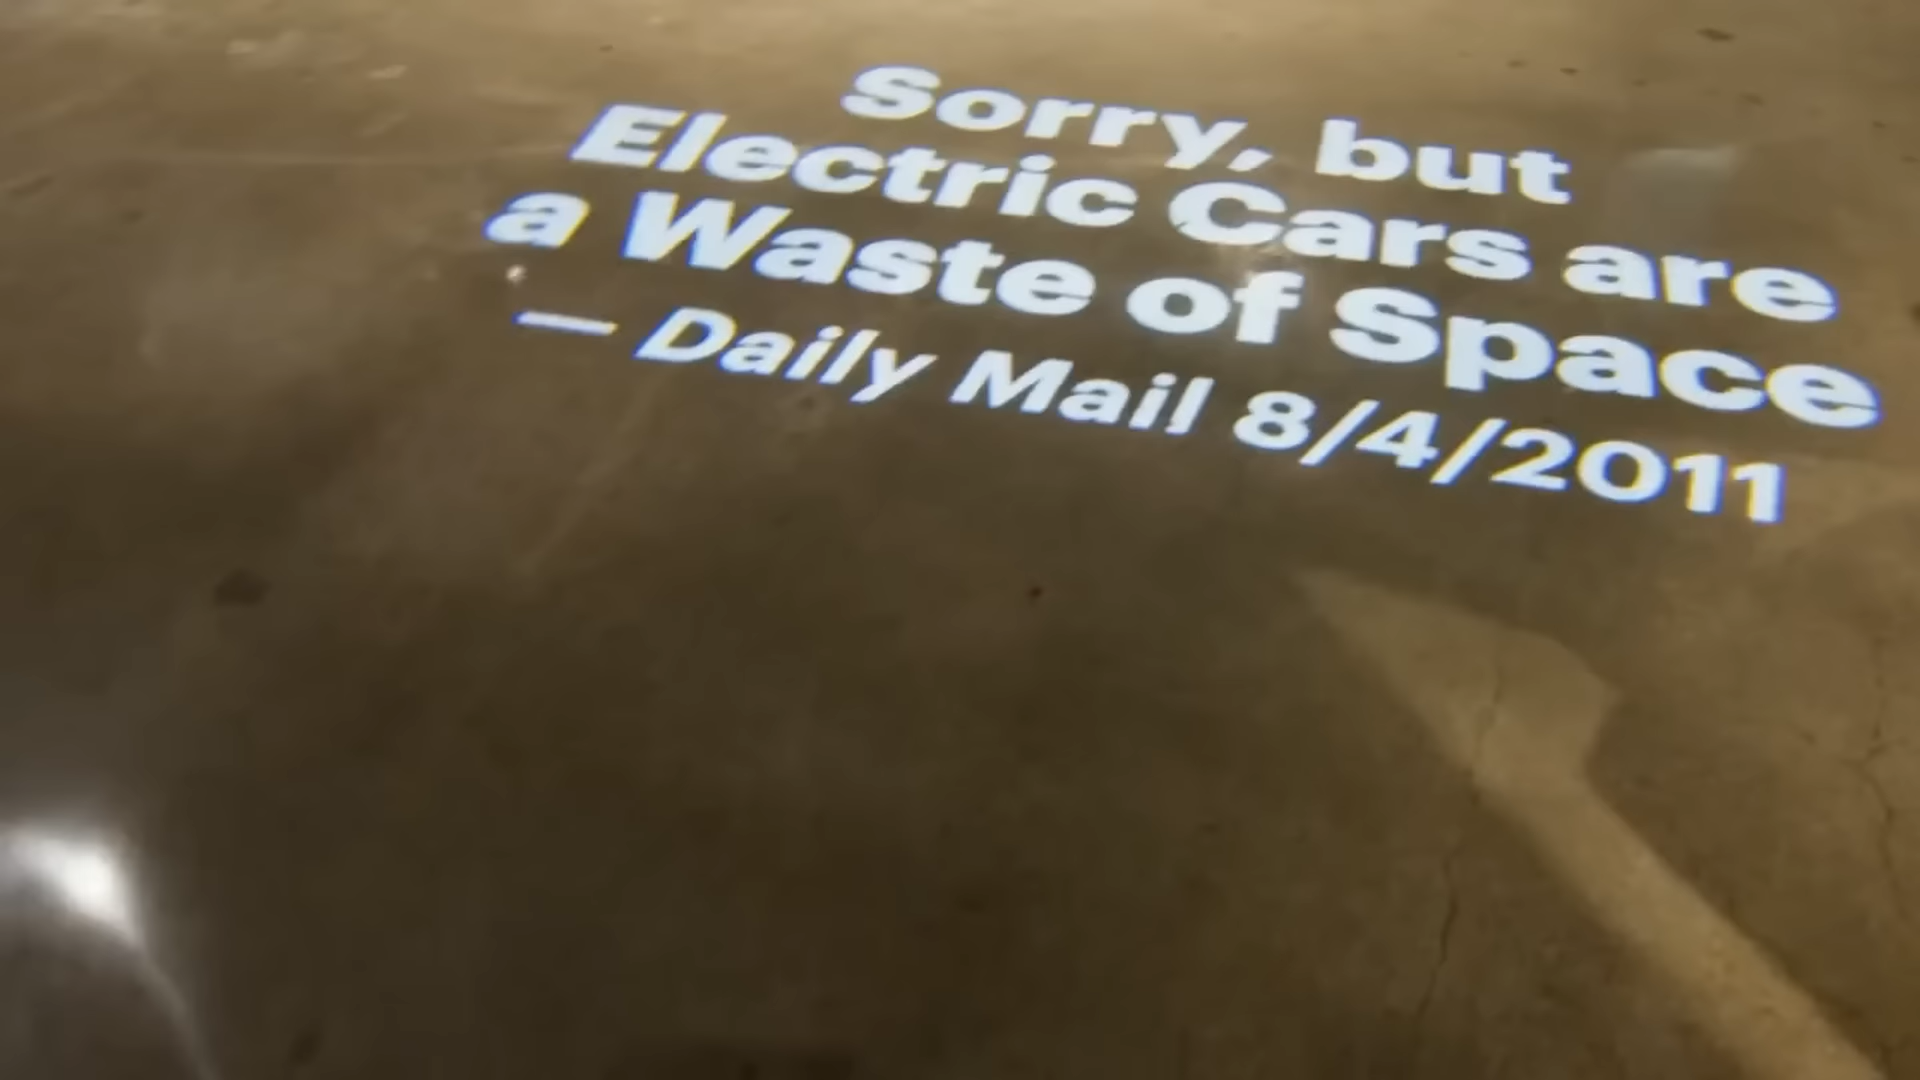 Sorry, but
Electric Cars are
a Waste of Space
— Daily Mail 8/4/2011